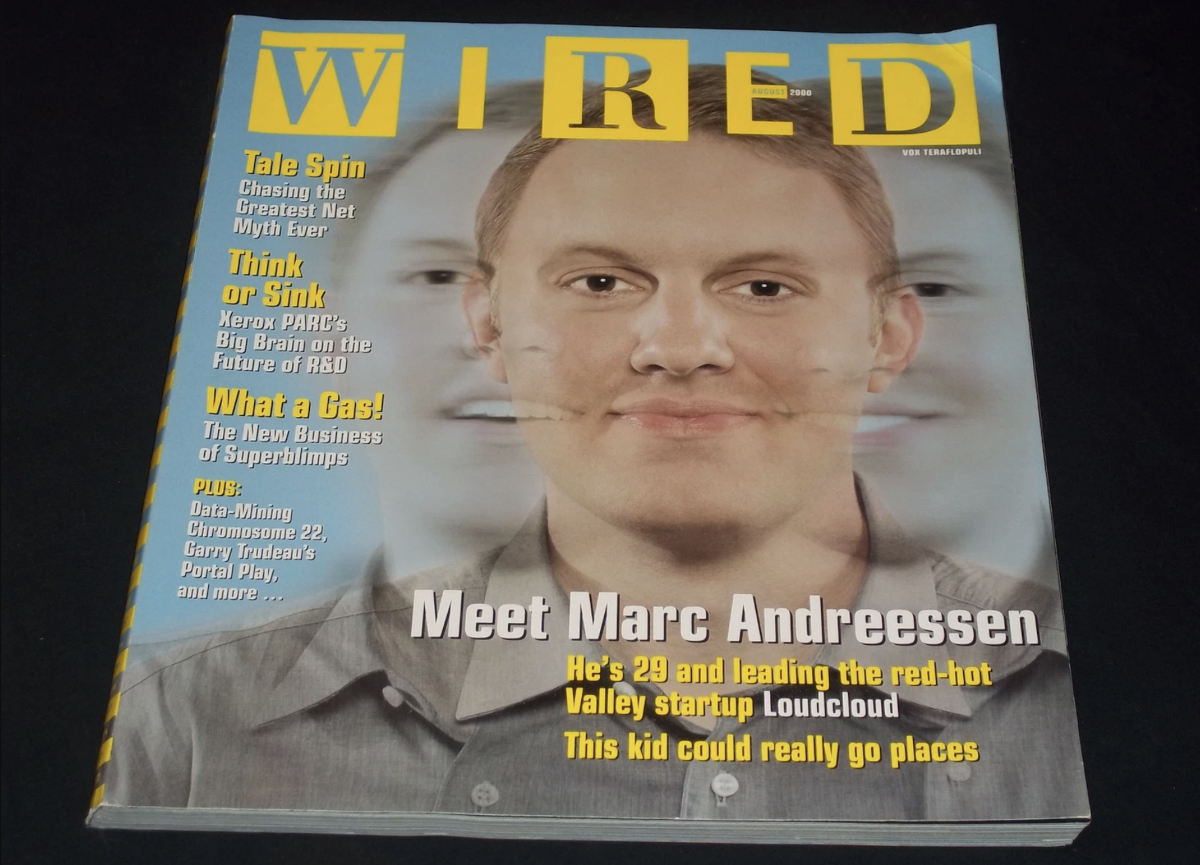 WIRED
AUGUST 2000
VOX TERAFLOPULI
Tale Spin
Chasing the
Greatest Net
Myth Ever
Think
or Sink
Xerox PARC's
Big Brain on the
Future of R&D
What a Gas!
The New Business
of Superblimps
PLUS:
Data-Mining
Chromosome 22,
Garry Trudeau's
Portal Play,
and more ...
Meet Marc Andreessen
He's 29 and leading the red-hot
Valley startup Loudcloud
This kid could really go places